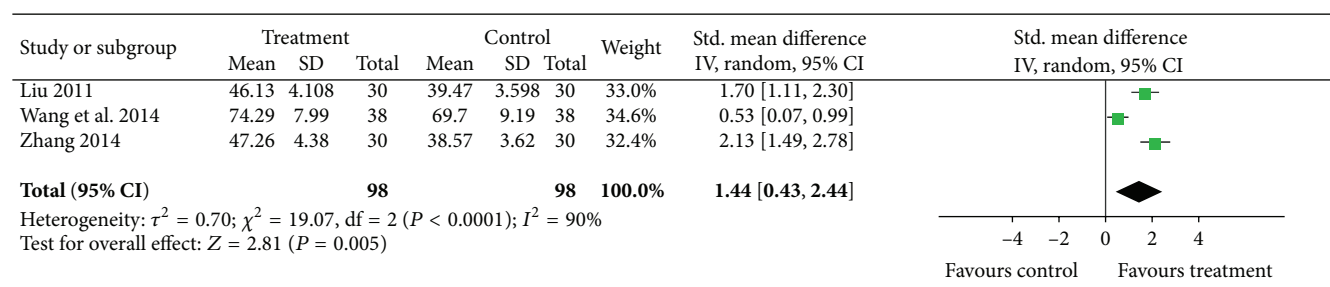 Study or subgroup Treatment Control Weight Std. mean difference Std. mean difference
Mean SD Total Mean SD Total IV, random, 95% CI IV, random, 95% CI
Liu 2011 46.13 4.108 30 39.47 3.598 30 33.0% 1.70 [1.11, 2.30]
Wang et al. 2014 74.29 7.99 38 69.7 9.19 38 34.6% 0.53 [0.07, 0.99]
Zhang 2014 47.26 4.38 30 38.57 3.62 30 32.4% 2.13 [1.49, 2.78]
Total (95% CI) 98 98 100.0% 1.44 [0.43, 2.44]
Heterogeneity: τ² = 0.70; χ² = 19.07, df = 2 (P < 0.0001); I² = 90%
Test for overall effect: Z = 2.81 (P = 0.005)
−4 −2 0 2 4
Favours control Favours treatment